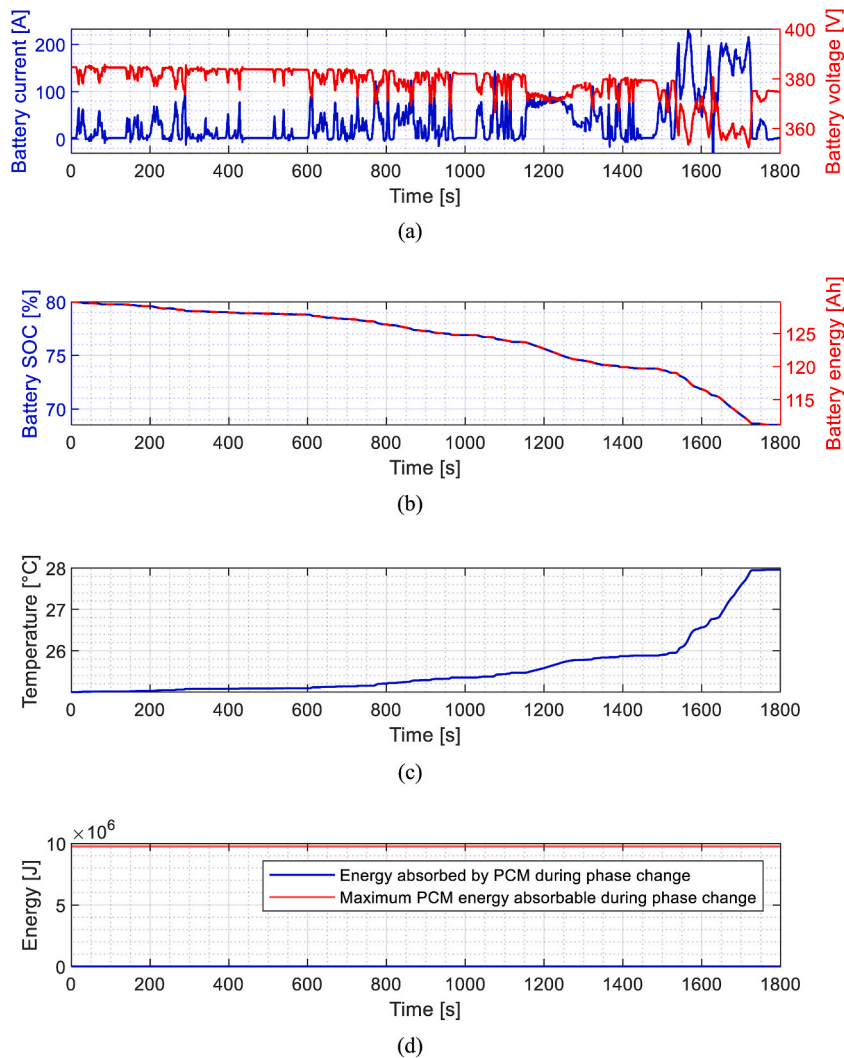 Battery current [A]
200
100
0
400
380
360
Battery voltage [V]
0 200 400 600 800 1000 1200 1400 1600 1800
Time [s]
(a)
Battery SOC [%]
80
75
70
125
120
115
Battery energy [Ah]
0 200 400 600 800 1000 1200 1400 1600 1800
Time [s]
(b)
Temperature [°C]
28
27
26
0 200 400 600 800 1000 1200 1400 1600 1800
Time [s]
(c)
×10⁶
Energy [J]
10
5
0
Energy absorbed by PCM during phase change
Maximum PCM energy absorbable during phase change
0 200 400 600 800 1000 1200 1400 1600 1800
Time [s]
(d)